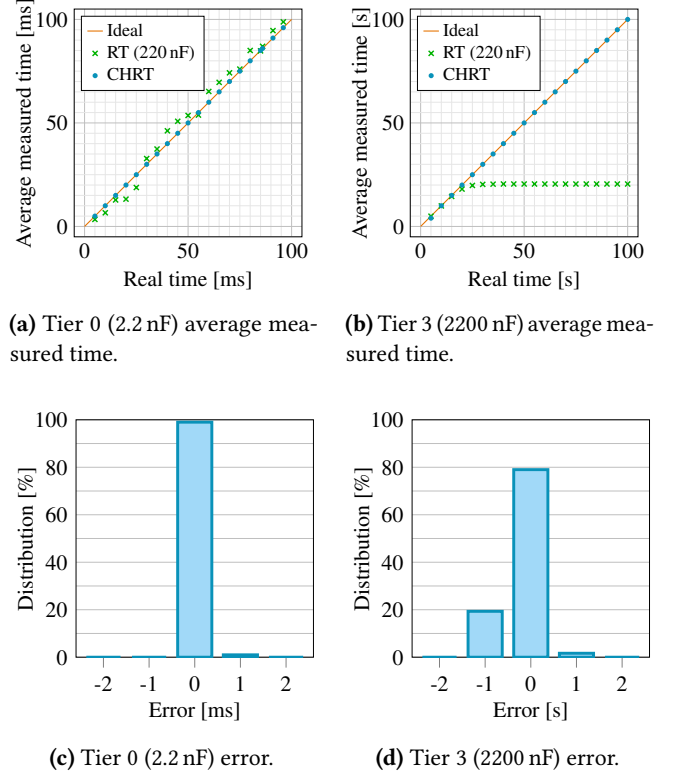 Average measured time [ms]
100
50
0
Ideal
RT (220 nF)
CHRT
0 50 100
Real time [ms]
(a) Tier 0 (2.2 nF) average mea-
sured time.
Average measured time [s]
100
50
0
Ideal
RT (220 nF)
CHRT
0 50 100
Real time [s]
(b) Tier 3 (2200 nF) average mea-
sured time.
Distribution [%]
100
80
60
40
20
0
-2 -1 0 1 2
Error [ms]
(c) Tier 0 (2.2 nF) error.
Distribution [%]
100
80
60
40
20
0
-2 -1 0 1 2
Error [s]
(d) Tier 3 (2200 nF) error.